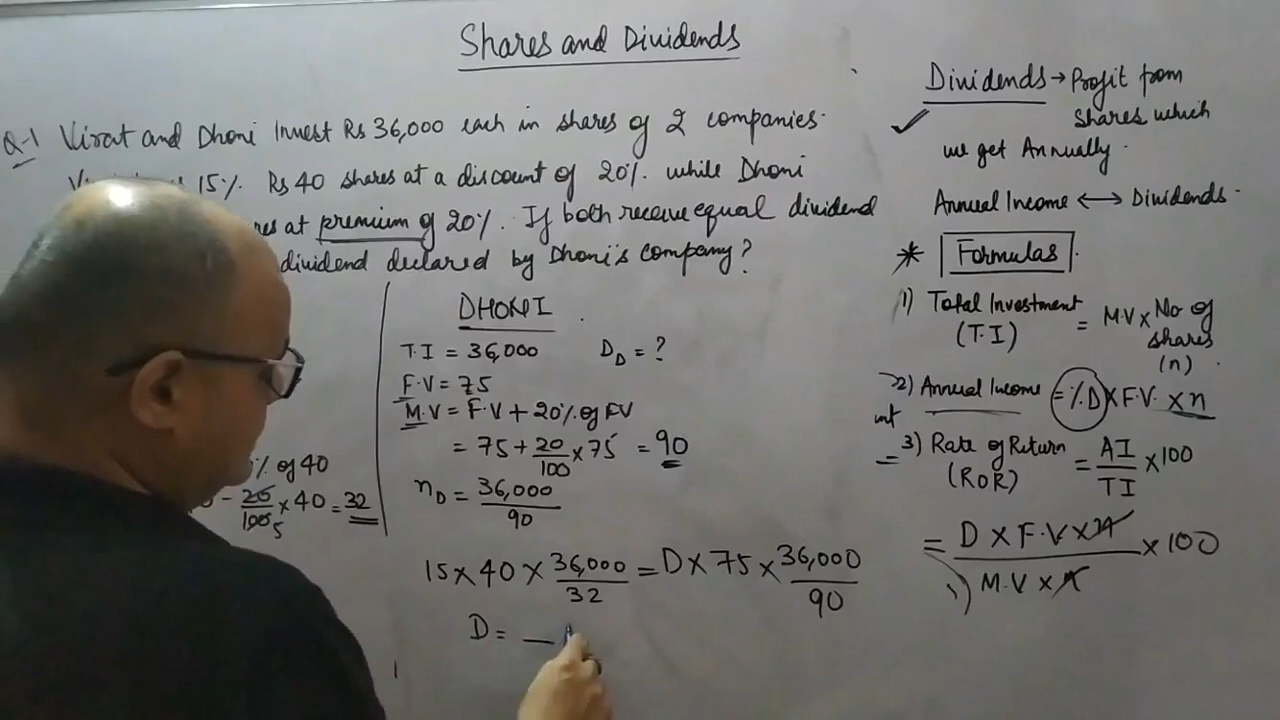 Shares and Dividends
Q-1 Virat and Dhoni Invest Rs 36,000 each in shares of 2 companies.
15% Rs 40 shares at a discount of 20% while Dhoni
at premium of 20%. If both receive equal dividend
dividend declared by Dhoni's company?
% of 40
- 20/100 5 × 40 = 32
DHONI
T.I = 36,000 D_D = ?
F.V = 75
M.V = F.V + 20% of FV
= 75 + 20/100 × 75 = 90
n_D = 36,000/90
15 × 40 × 36,000/32 = D × 75 × 36,000/90
D = —
Dividends → Profit from
shares which
we get Annually.
Annual Income ↔ Dividends.
* Formulas
1) Total Investment (T.I) = M.V × No of shares (n)
2) Annual Income = % D × F.V. × n
3) Rate of Return (RoR) = AI/TI × 100
= D × F.V × n / M.V × n × 100